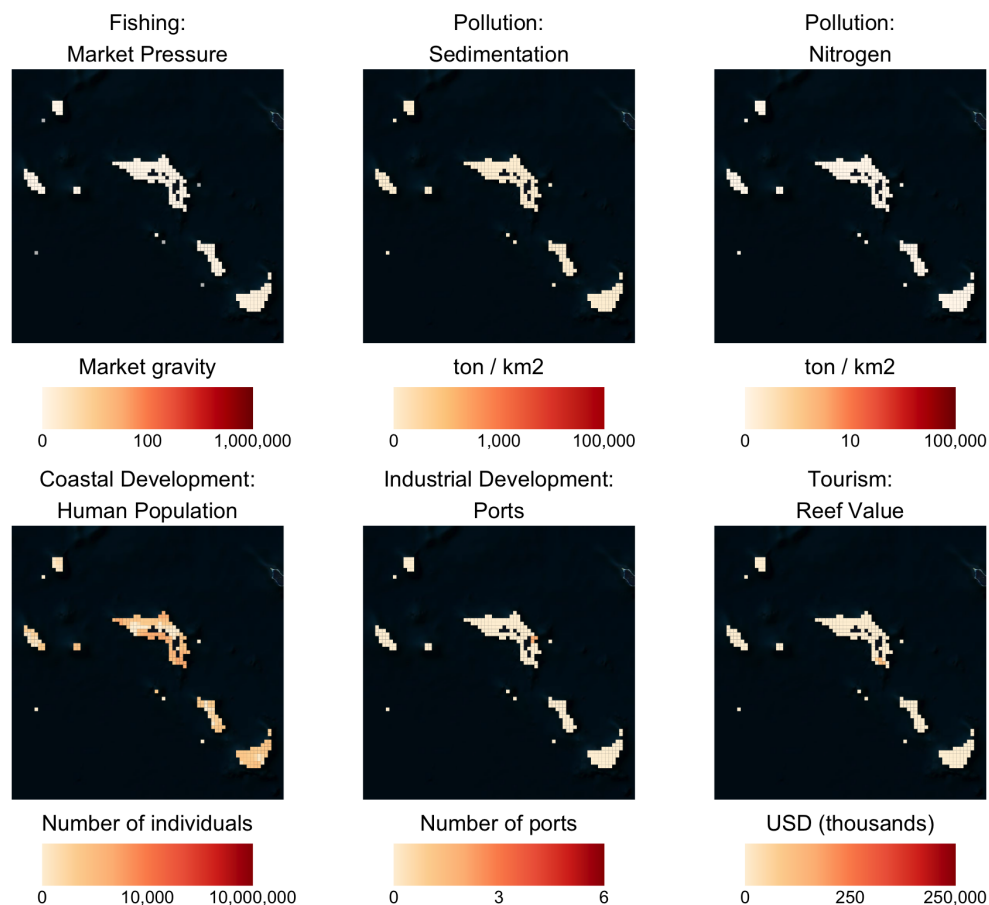 Fishing:
Market Pressure
Pollution:
Sedimentation
Pollution:
Nitrogen
Market gravity
0 100 1,000,000
ton / km2
0 1,000 100,000
ton / km2
0 10 100,000
Coastal Development:
Human Population
Industrial Development:
Ports
Tourism:
Reef Value
Number of individuals
0 10,000 10,000,000
Number of ports
0 3 6
USD (thousands)
0 250 250,000